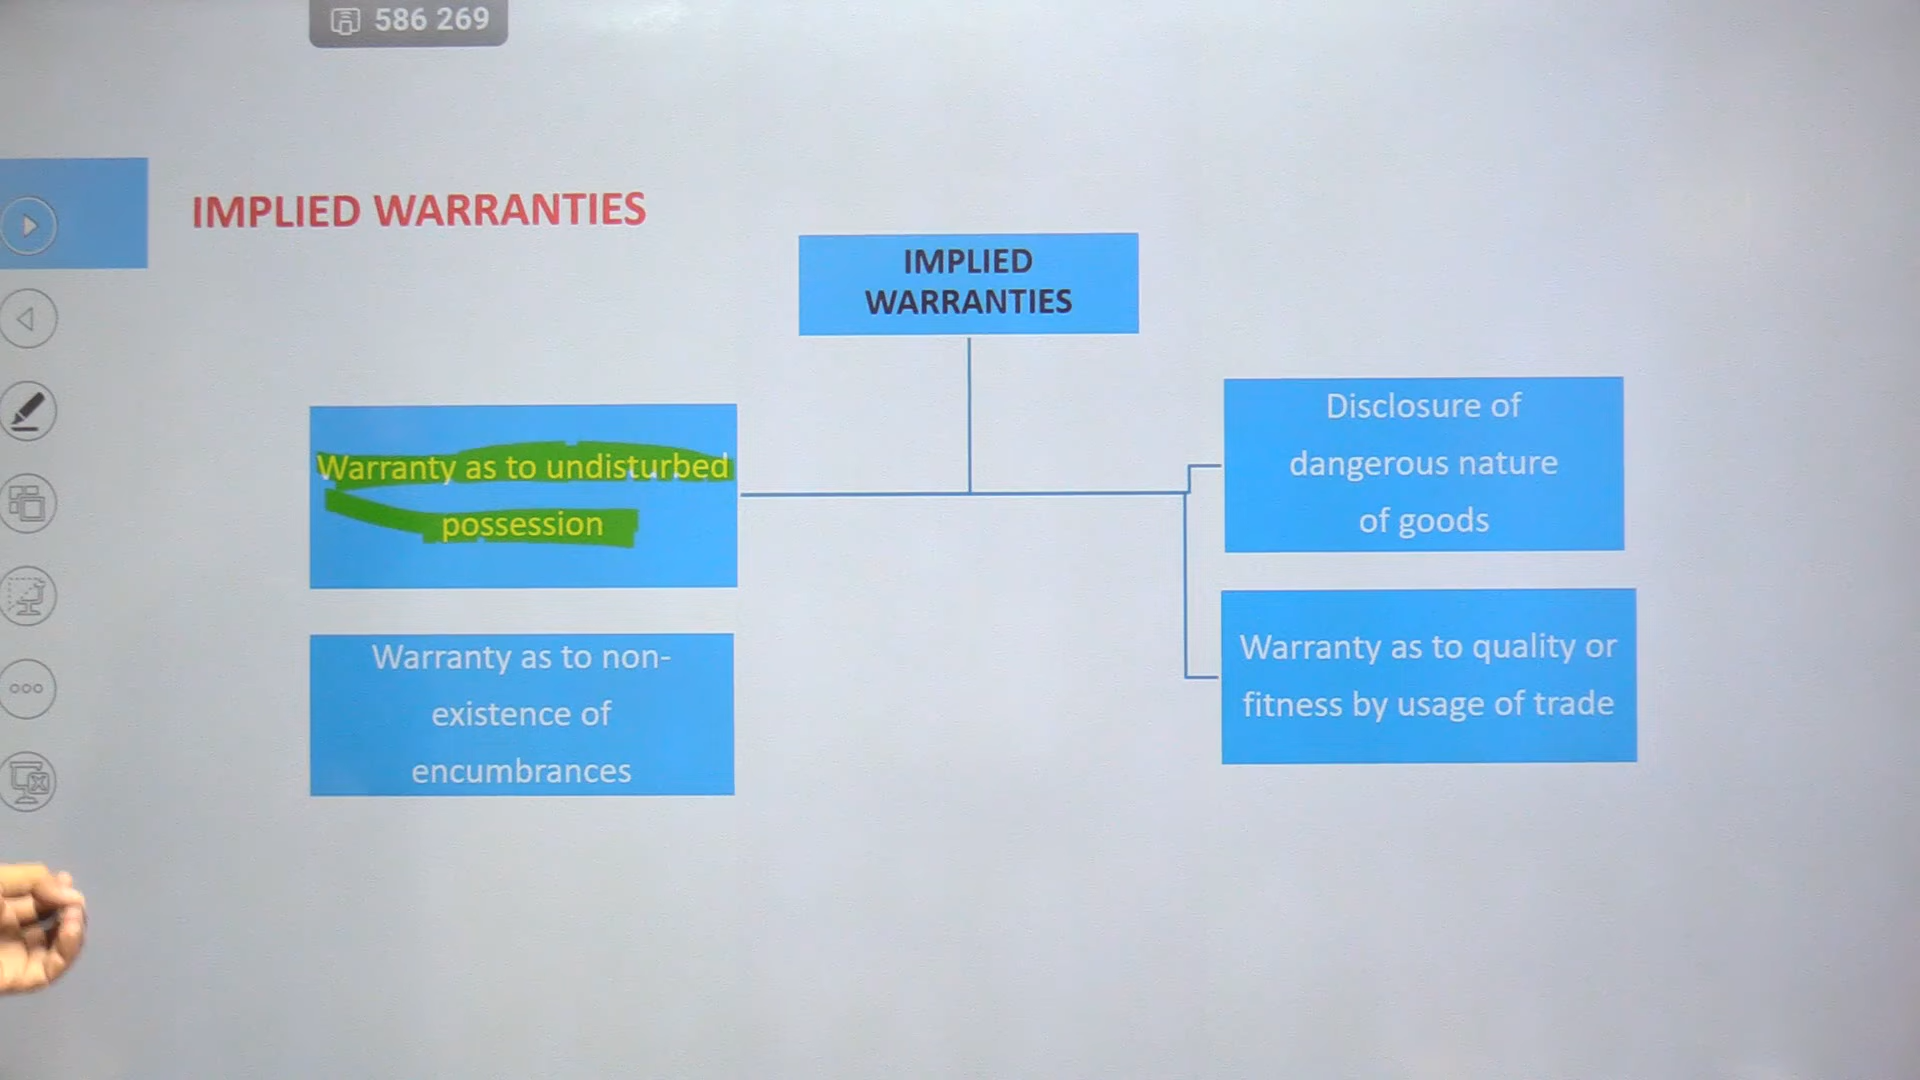 586 269
IMPLIED WARRANTIES
IMPLIED
WARRANTIES
Warranty as to undisturbed
possession
Warranty as to non-
existence of
encumbrances
Disclosure of
dangerous nature
of goods
Warranty as to quality or
fitness by usage of trade